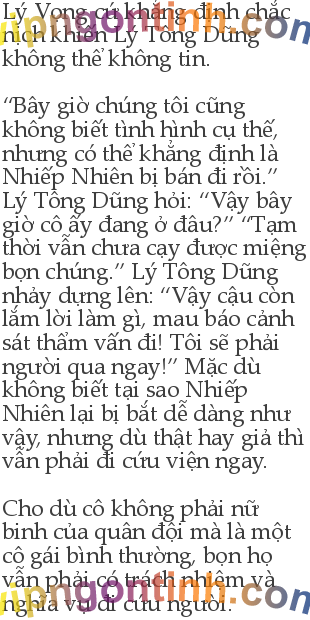 Lý Vọng cứ khẳng định chắc
nịch khiến Lý Tông Dũng
không thể không tin.
“Bây giờ chúng tôi cũng
không biết tình hình cụ thể,
nhưng có thể khẳng định là
Nhiếp Nhiên bị bán đi rồi.”
Lý Tông Dũng hỏi: “Vậy bây
giờ cô ấy đang ở đâu?” “Tạm
thời vẫn chưa cạy được miệng
bọn chúng.” Lý Tông Dũng
nhảy dựng lên: “Vậy cậu còn
lắm lời làm gì, mau báo cảnh
sát thẩm vấn đi! Tôi sẽ phải
người qua ngay!” Mặc dù
không biết tại sao Nhiếp
Nhiên lại bị bắt dễ dàng như
vậy, nhưng dù thật hay giả thì
vẫn phải đi cứu viện ngay.
Cho dù cô không phải nữ
binh của quân đội mà là một
cô gái bình thường, bọn họ
vẫn phải có trách nhiệm và
nghĩa vụ đi cứu người.
vipngontinh.com
vipngontinh.com